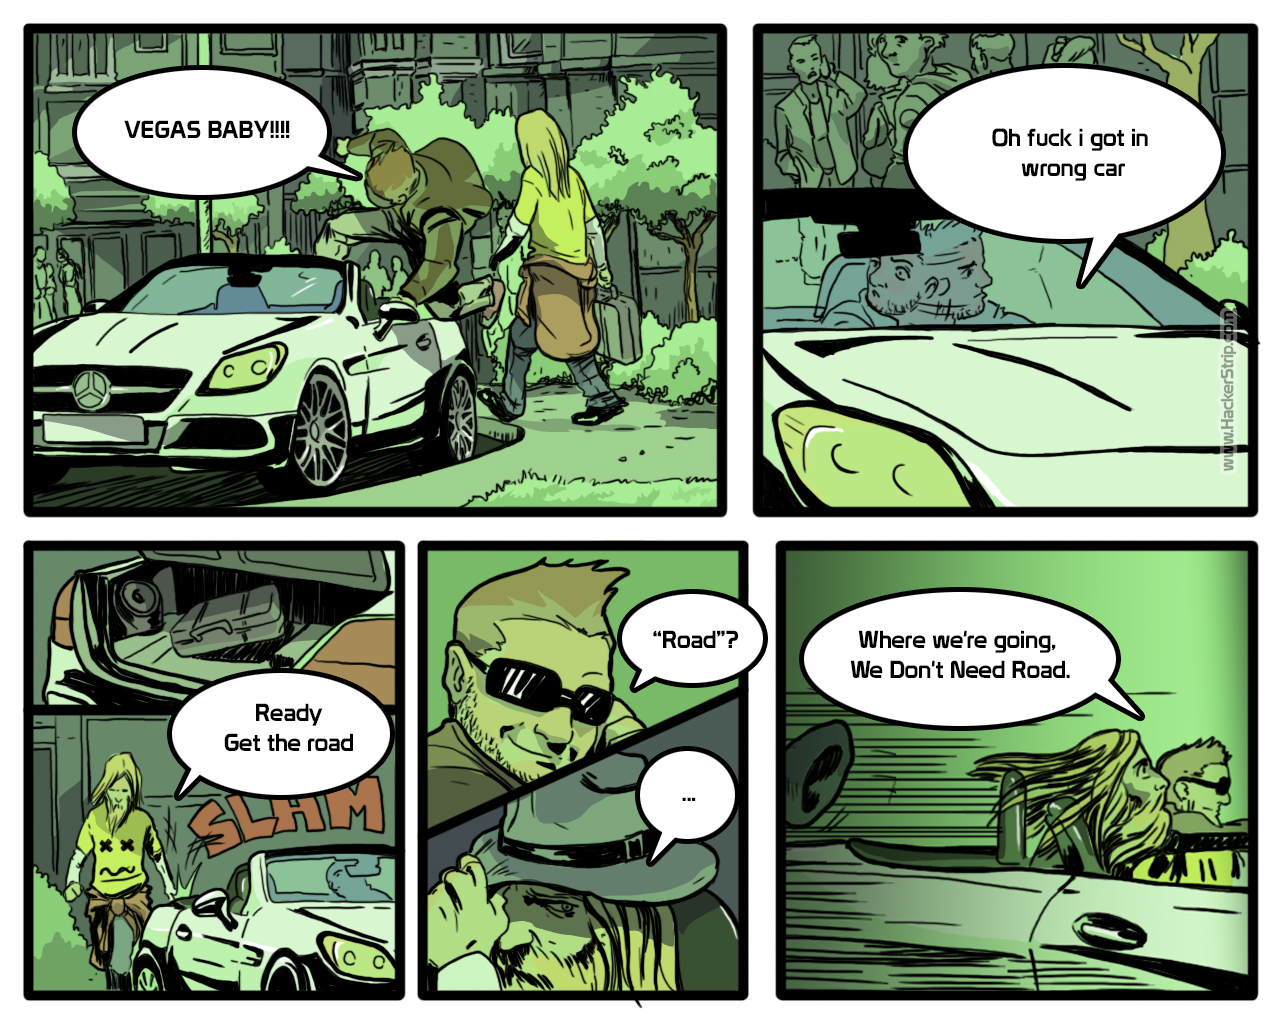 VEGAS BABY!!!!
Oh fuck i got in
wrong car
www.HackerStrip.com
Ready
Get the road
SLAM
“Road”?
...
Where we're going,
We Don't Need Road.